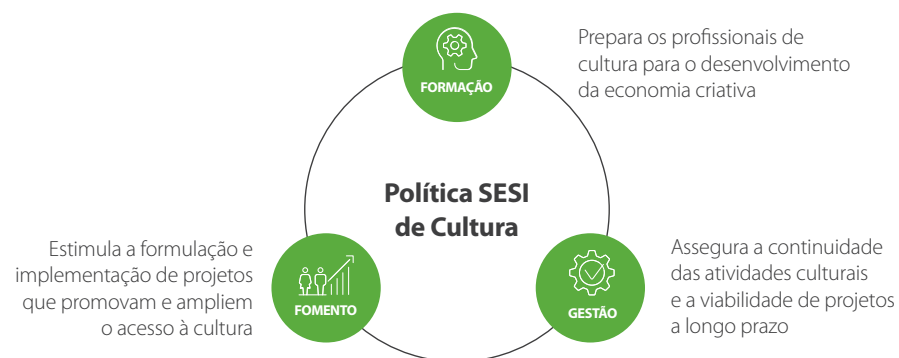 FORMAÇÃO
Prepara os profissionais de
cultura para o desenvolvimento
da economia criativa
Política SESI
de Cultura
Estimula a formulação e
implementação de projetos
que promovam e ampliem
o acesso à cultura
FOMENTO
GESTÃO
Assegura a continuidade
das atividades culturais
e a viabilidade de projetos
a longo prazo